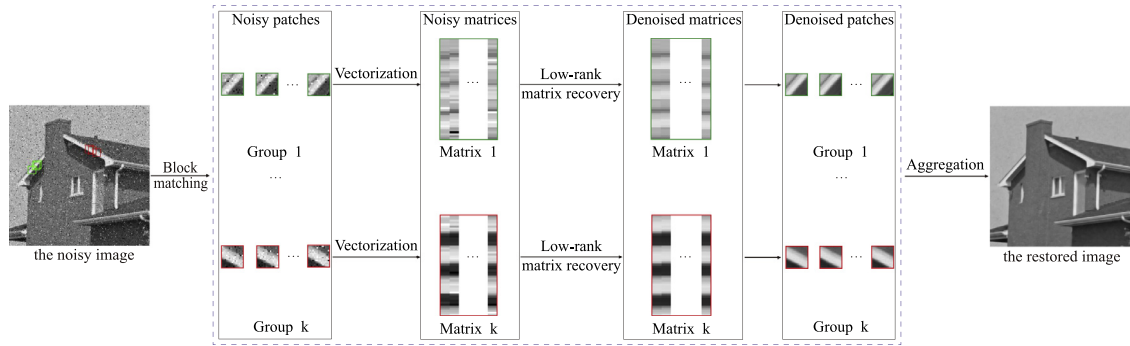 Noisy patches
Noisy matrices
Denoised matrices
Denoised patches
...
Vectorization
...
Low-rank
matrix recovery
...
...
Group 1
Matrix 1
Matrix 1
Group 1
Block
matching
...
...
Aggregation
the noisy image
the restored image
...
Vectorization
...
Low-rank
matrix recovery
...
...
Group k
Matrix k
Matrix k
Group k